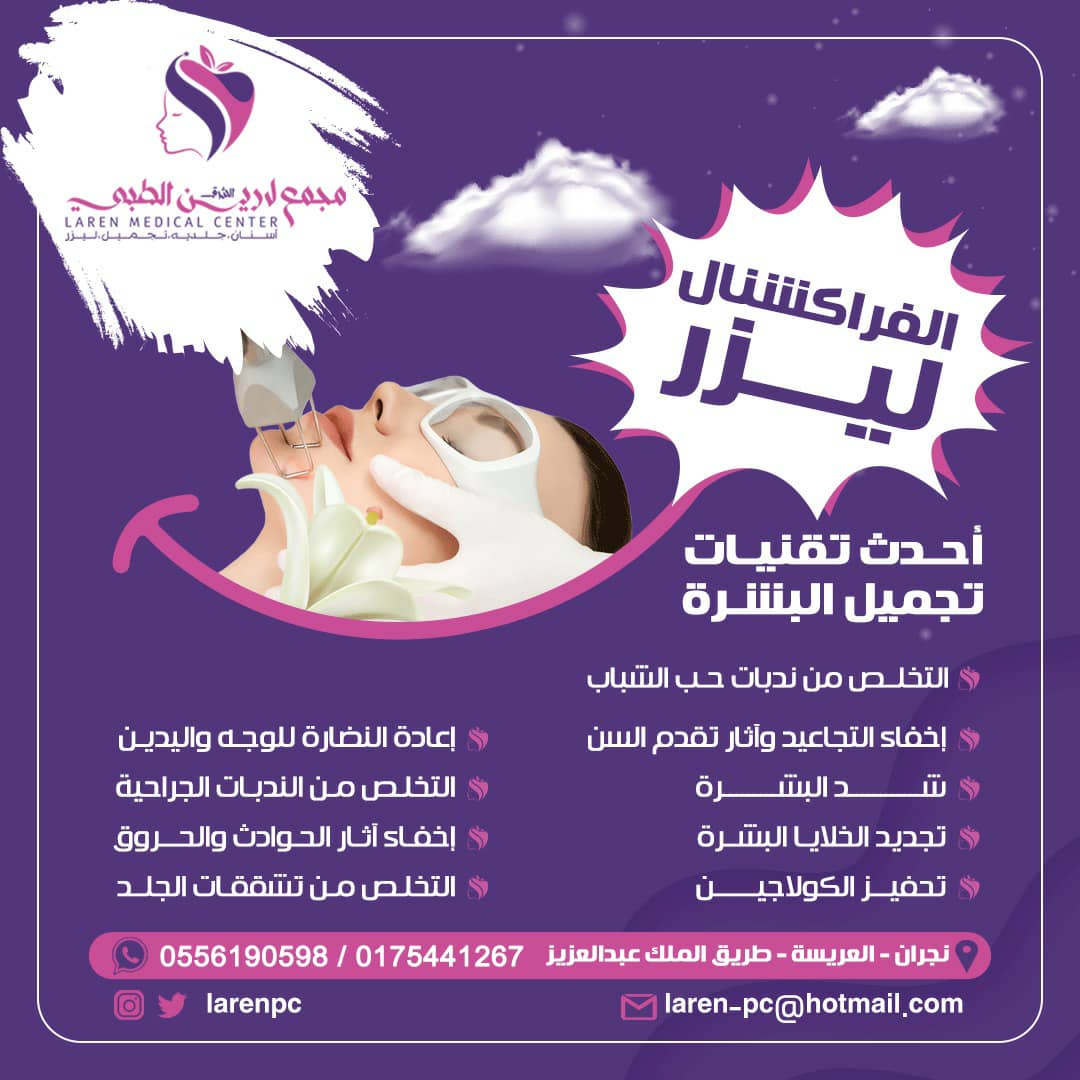 مجمع لارين الطبي
الشرق
LAREN MEDICAL CENTER
أسنان،جلديه،تجميل،ليزر
الفراكشنال
ليزر
أحدث تقنيات
تجميل البشرة
التخلص من ندبات حب الشباب
إخفاء التجاعيد وآثار تقدم السن
شد البشرة
تجديد الخلايا البشرة
تحفيز الكولاجين
إعادة النضارة للوجه واليدين
التخلص من الندبات الجراحية
إخفاء آثار الحوادث والحروق
التخلص من تشققات الجلد
نجران - العريسة - طريق الملك عبدالعزيز 0556190598 / 0175441267
laren-pc@hotmail.com
larenpc